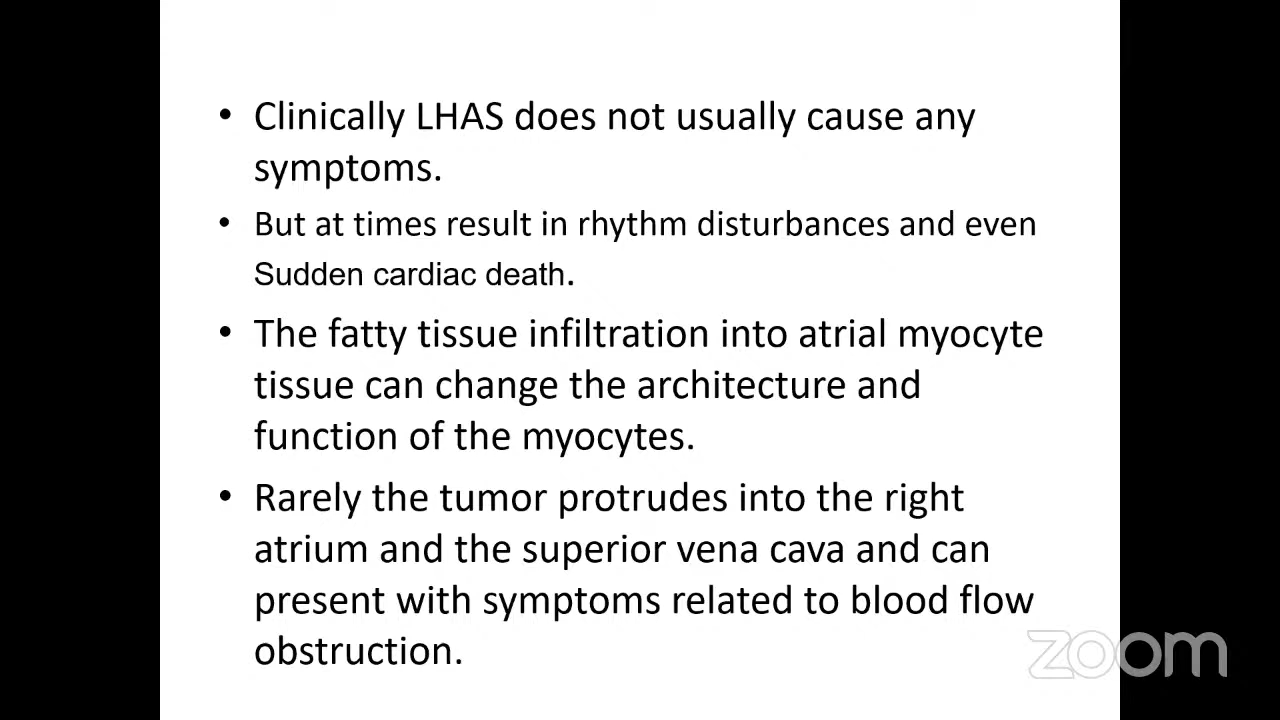 • Clinically LHAS does not usually cause any
symptoms.
• But at times result in rhythm disturbances and even
Sudden cardiac death.
• The fatty tissue infiltration into atrial myocyte
tissue can change the architecture and
function of the myocytes.
• Rarely the tumor protrudes into the right
atrium and the superior vena cava and can
present with symptoms related to blood flow
obstruction.
zoom